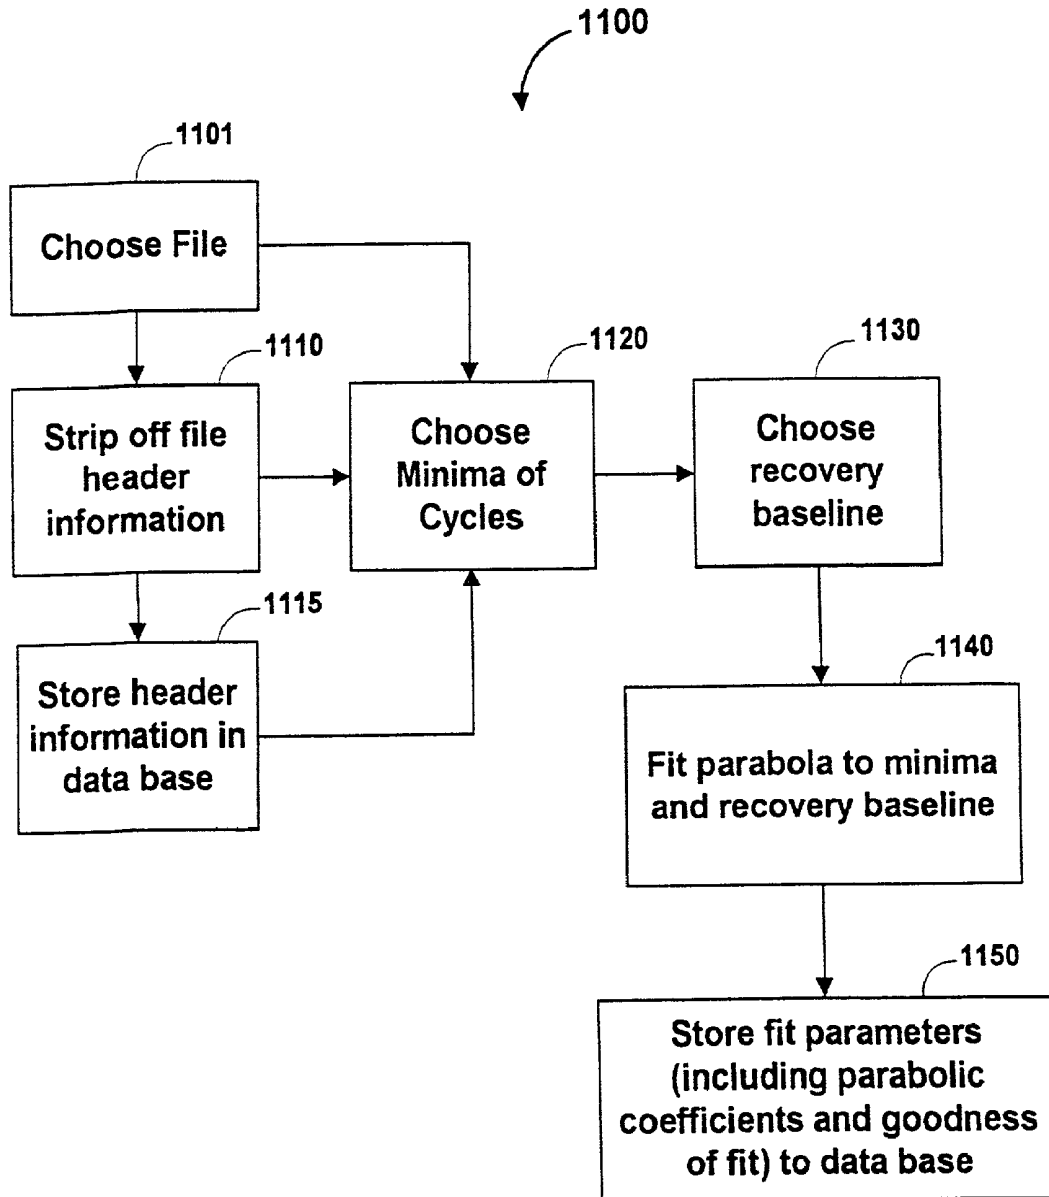 1100
1101
Choose File
1110
Strip off file
header
information
1115
Store header
information in
data base
1120
Choose
Minima of
Cycles
1130
Choose
recovery
baseline
1140
Fit parabola to minima
and recovery baseline
1150
Store fit parameters
(including parabolic
coefficients and goodness
of fit) to data base